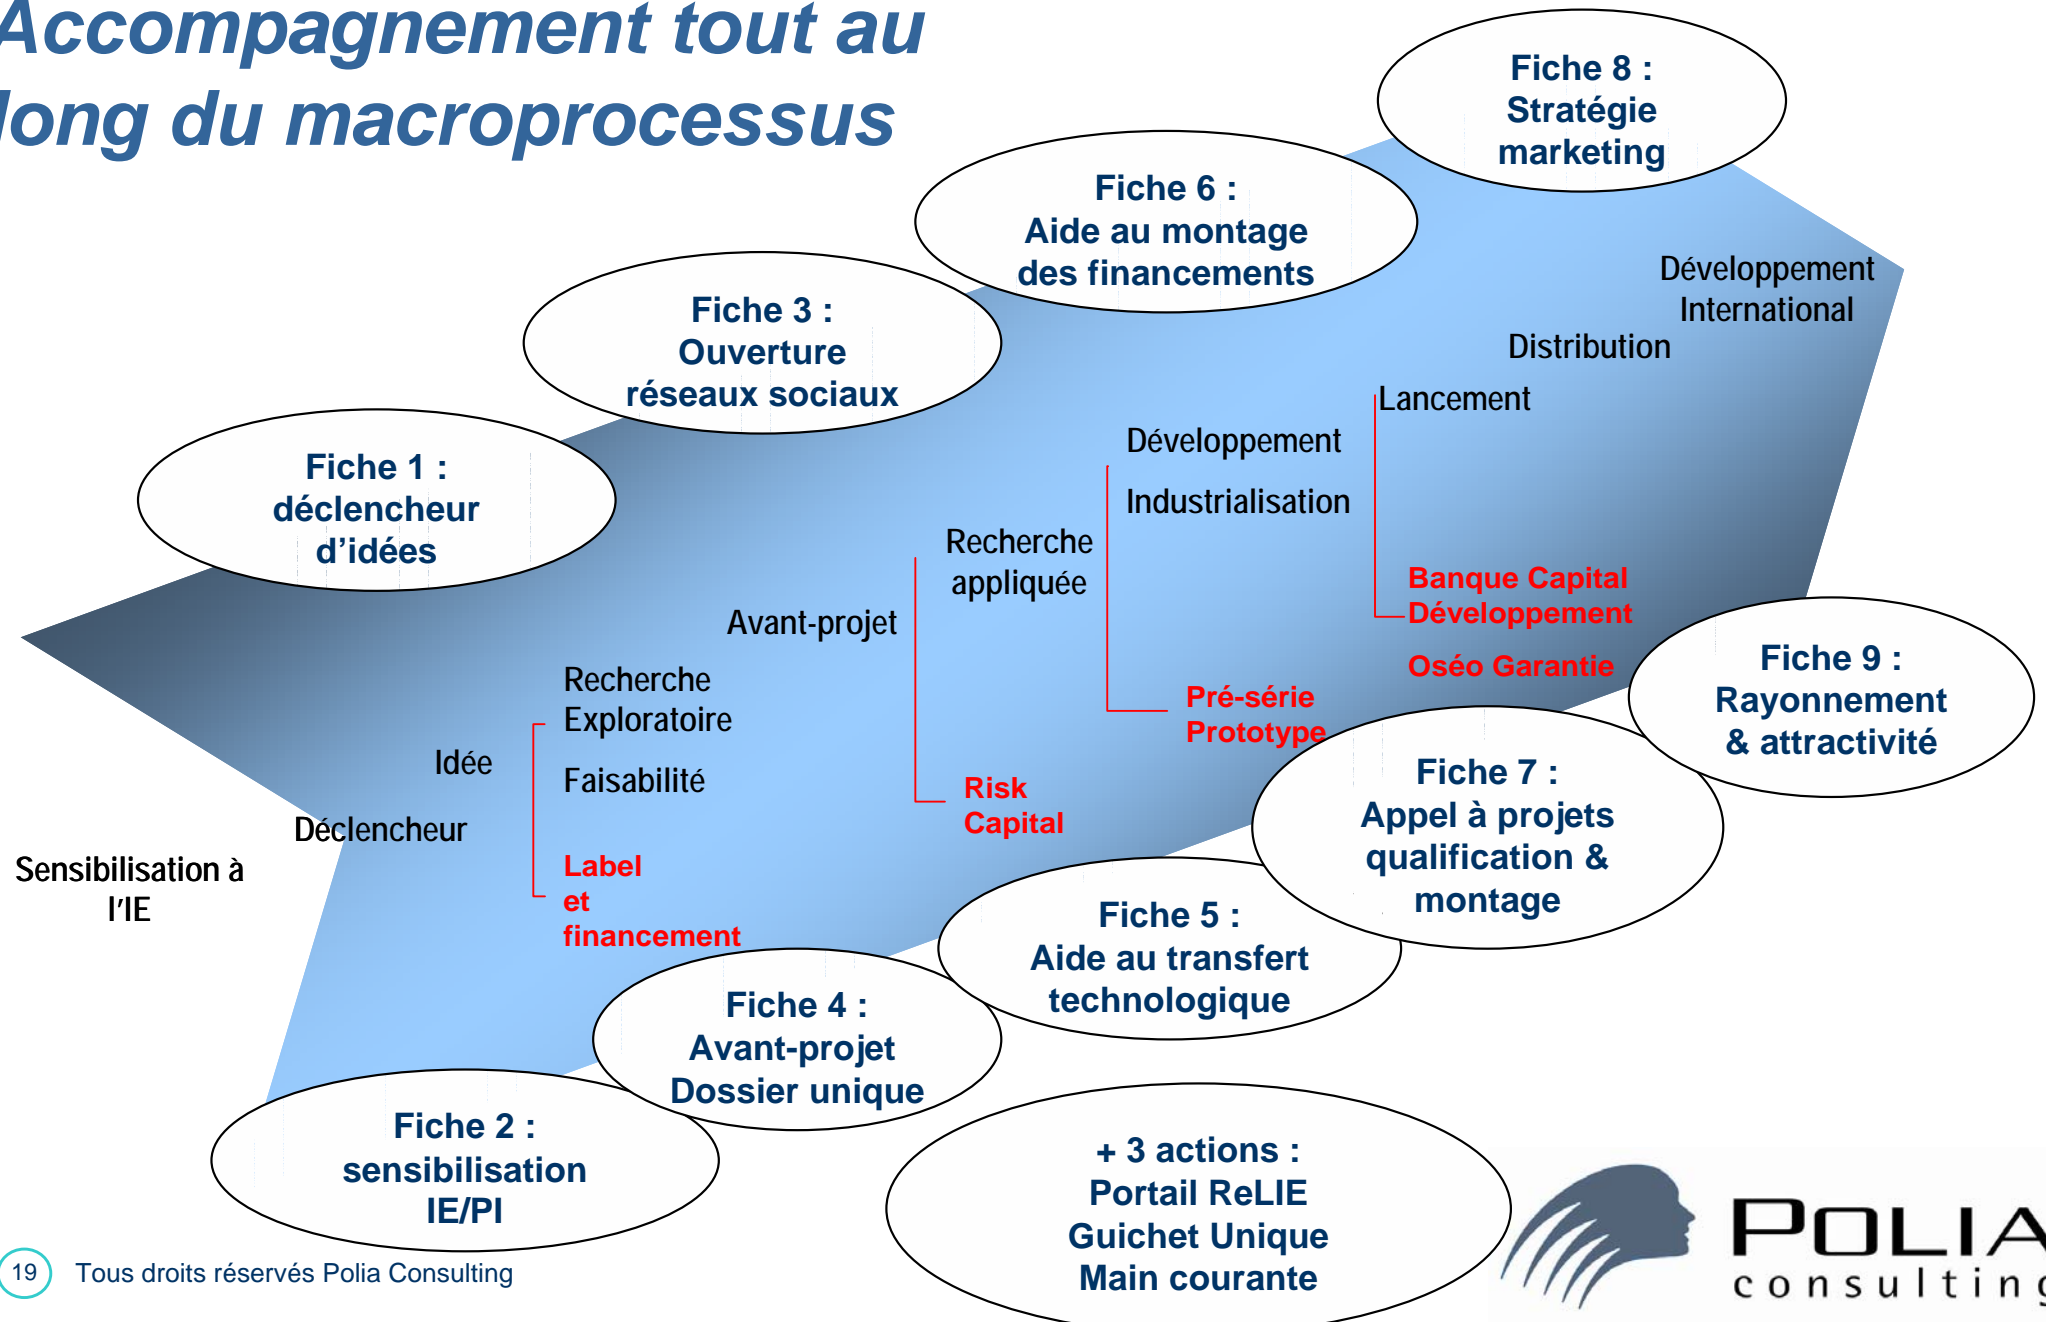 Accompagnement tout au
long du macroprocessus
Fiche 8 :
Stratégie
marketing
Fiche 6 :
Aide au montage
des financements
Fiche 3 :
Ouverture
réseaux sociaux
Fiche 1 :
déclencheur
d’idées
Développement
International
Distribution
Lancement
Développement
Industrialisation
Recherche
appliquée
Avant-projet
Recherche
Exploratoire
Faisabilité
Idée
Déclencheur
Sensibilisation à
l’IE
Label
et
financement
Risk
Capital
Pré-série
Prototype
Banque Capital
Développement
Oséo Garantie
Fiche 9 :
Rayonnement
& attractivité
Fiche 7 :
Appel à projets
qualification &
montage
Fiche 5 :
Aide au transfert
technologique
Fiche 4 :
Avant-projet
Dossier unique
Fiche 2 :
sensibilisation
IE/PI
+ 3 actions :
Portail ReLIE
Guichet Unique
Main courante
19 Tous droits réservés Polia Consulting
POLIA
consulting